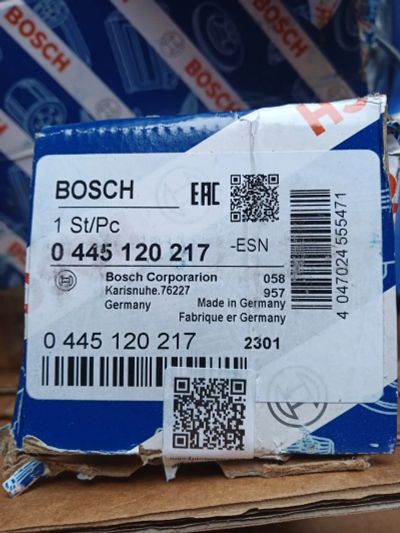 BOSCH
BOSCH
BOSCH
BOSCH
EAC
1 St/Pc
0 445 120 217
-ESN
Bosch Corporarion
Karisnuhe.76227
Germany
058
957
Made in Germany
Fabrique er Germany
0 445 120 217
2301
4 047024 555471